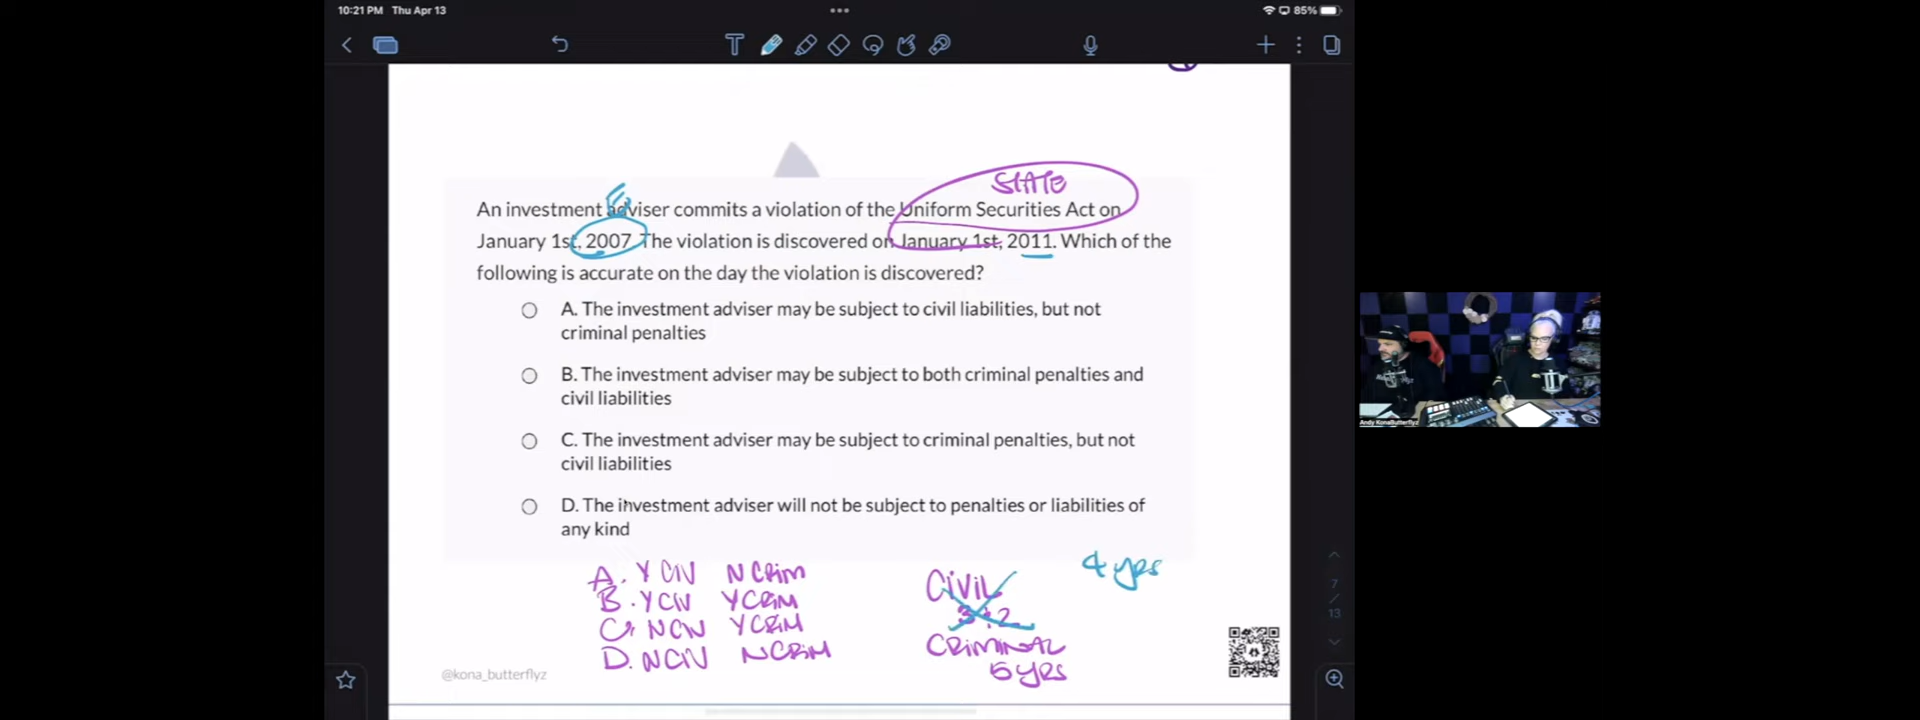 10:21 PM Thu Apr 13
85%
STATE
An investment adviser commits a violation of the Uniform Securities Act on
January 1st, 2007. The violation is discovered on January 1st, 2011. Which of the
following is accurate on the day the violation is discovered?
A. The investment adviser may be subject to civil liabilities, but not
criminal penalties
B. The investment adviser may be subject to both criminal penalties and
civil liabilities
C. The investment adviser may be subject to criminal penalties, but not
civil liabilities
D. The investment adviser will not be subject to penalties or liabilities of
any kind
4 yrs
A. Y CIV N CRIM
B. Y CIV Y CRIM
C. N CIV Y CRIM
D. N CIV N CRIM
CIVIL
3:2
CRIMINAL
5 YRS
@kona_butterflyz
7
/
13
Andy KonaButterflyz